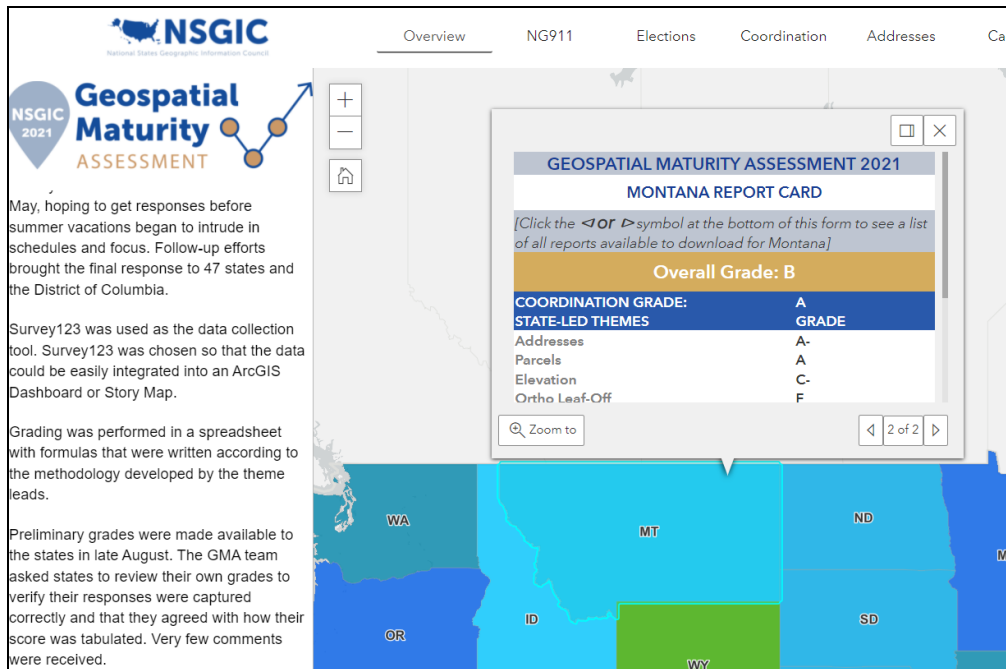 NSGIC
National States Geographic Information Council
Overview
NG911
Elections
Coordination
Addresses
Ca
NSGIC
2021
Geospatial
Maturity
ASSESSMENT
May, hoping to get responses before
summer vacations began to intrude in
schedules and focus. Follow-up efforts
brought the final response to 47 states and
the District of Columbia.
Survey123 was used as the data collection
tool. Survey123 was chosen so that the data
could be easily integrated into an ArcGIS
Dashboard or Story Map.
Grading was performed in a spreadsheet
with formulas that were written according to
the methodology developed by the theme
leads.
Preliminary grades were made available to
the states in late August. The GMA team
asked states to review their own grades to
verify their responses were captured
correctly and that they agreed with how their
score was tabulated. Very few comments
were received.
GEOSPATIAL MATURITY ASSESSMENT 2021
MONTANA REPORT CARD
[Click the ◁or ▷symbol at the bottom of this form to see a list
of all reports available to download for Montana]
Overall Grade: B
COORDINATION GRADE: A
STATE-LED THEMES GRADE
Addresses A-
Parcels A
Elevation C-
Ortho Leaf-Off F
Zoom to
2 of 2
WA
MT
ND
OR
ID
SD
WY